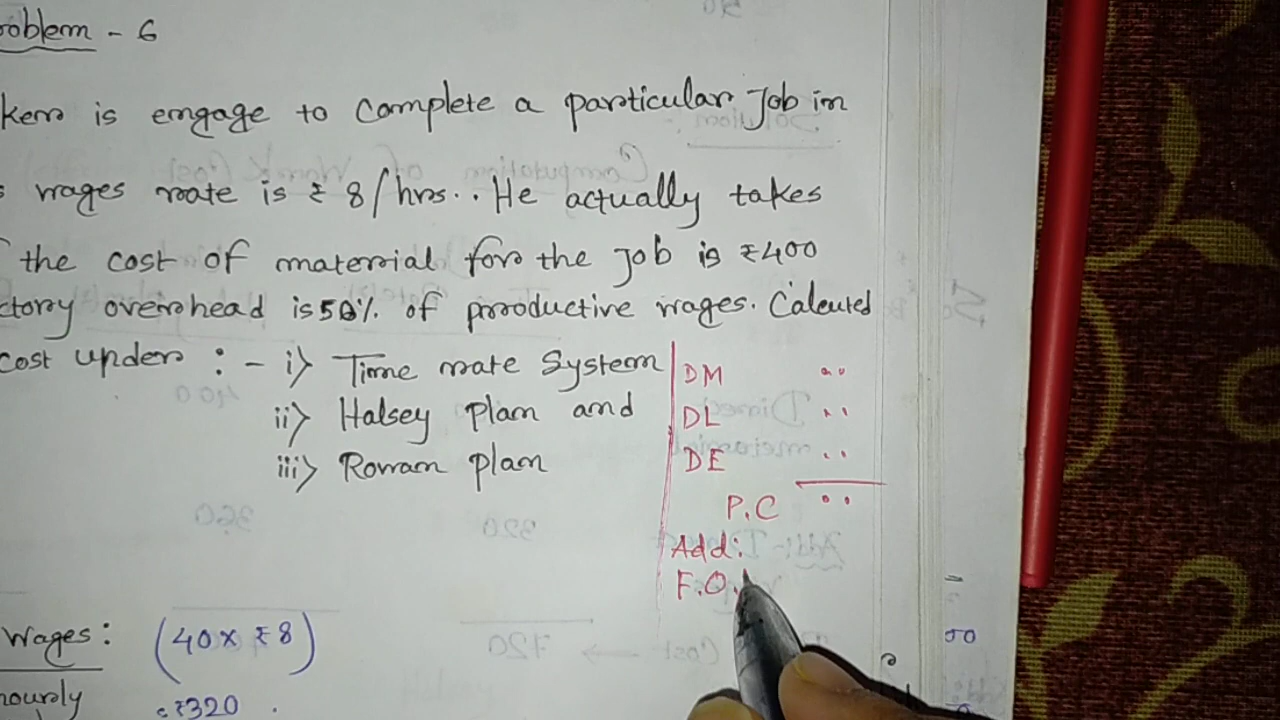 roblem - 6
ken is engage to complete a particular Job in
s wages rate is ₹ 8/hrs.. He actually takes
the cost of material for the job is ₹400
ctory overhead is 50% of productive wages. Calcuted
cost under : - i) Time rate System
ii) Halsey plan and
iii) Rowan plan
DM ..
DL ..
DE ..
P.C ..
Add:
F.O.
Wages: (40 x ₹ 8)
hourly = ₹320 .